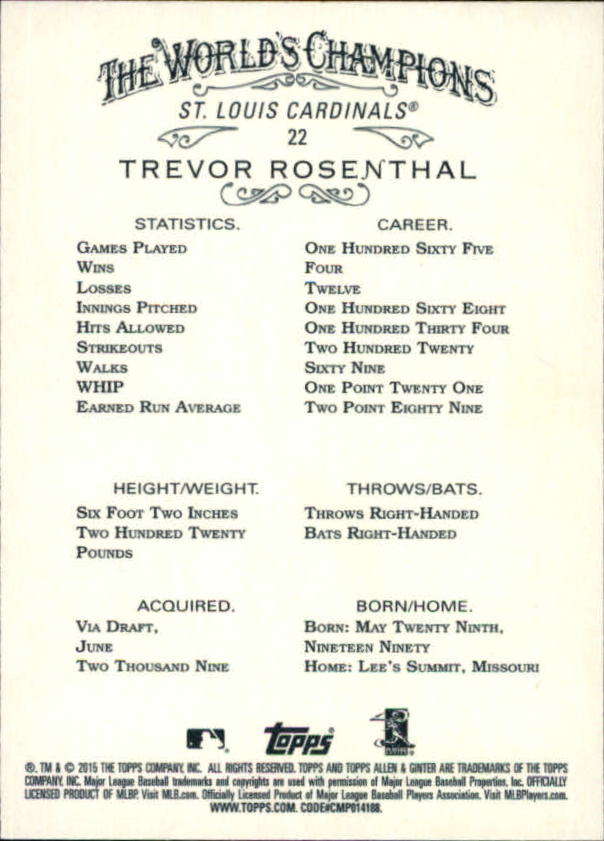 THE WORLD'S CHAMPIONS
ST. LOUIS CARDINALS®
22
TREVOR ROSENTHAL
STATISTICS. CAREER.
GAMES PLAYED ONE HUNDRED SIXTY FIVE
WINS FOUR
LOSSES TWELVE
INNINGS PITCHED ONE HUNDRED SIXTY EIGHT
HITS ALLOWED ONE HUNDRED THIRTY FOUR
STRIKEOUTS TWO HUNDRED TWENTY
WALKS SIXTY NINE
WHIP ONE POINT TWENTY ONE
EARNED RUN AVERAGE TWO POINT EIGHTY NINE
HEIGHT/WEIGHT. THROWS/BATS.
SIX FOOT TWO INCHES THROWS RIGHT-HANDED
TWO HUNDRED TWENTY BATS RIGHT-HANDED
POUNDS
ACQUIRED. BORN/HOME.
VIA DRAFT, BORN: MAY TWENTY NINTH,
JUNE NINETEEN NINETY
TWO THOUSAND NINE HOME: LEE'S SUMMIT, MISSOURI
Topps
®, TM & © 2015 THE TOPPS COMPANY, INC. ALL RIGHTS RESERVED. TOPPS AND TOPPS ALLEN & GINTER ARE TRADEMARKS OF THE TOPPS
COMPANY, INC. Major League Baseball trademarks and copyrights are used with permission of Major League Baseball Properties, Inc. OFFICIALLY
LICENSED PRODUCT OF MLBP. Visit MLB.com. Officially Licensed Product of Major League Baseball Players Association. Visit MLBPlayers.com.
WWW.TOPPS.COM. CODE#CMP014188.